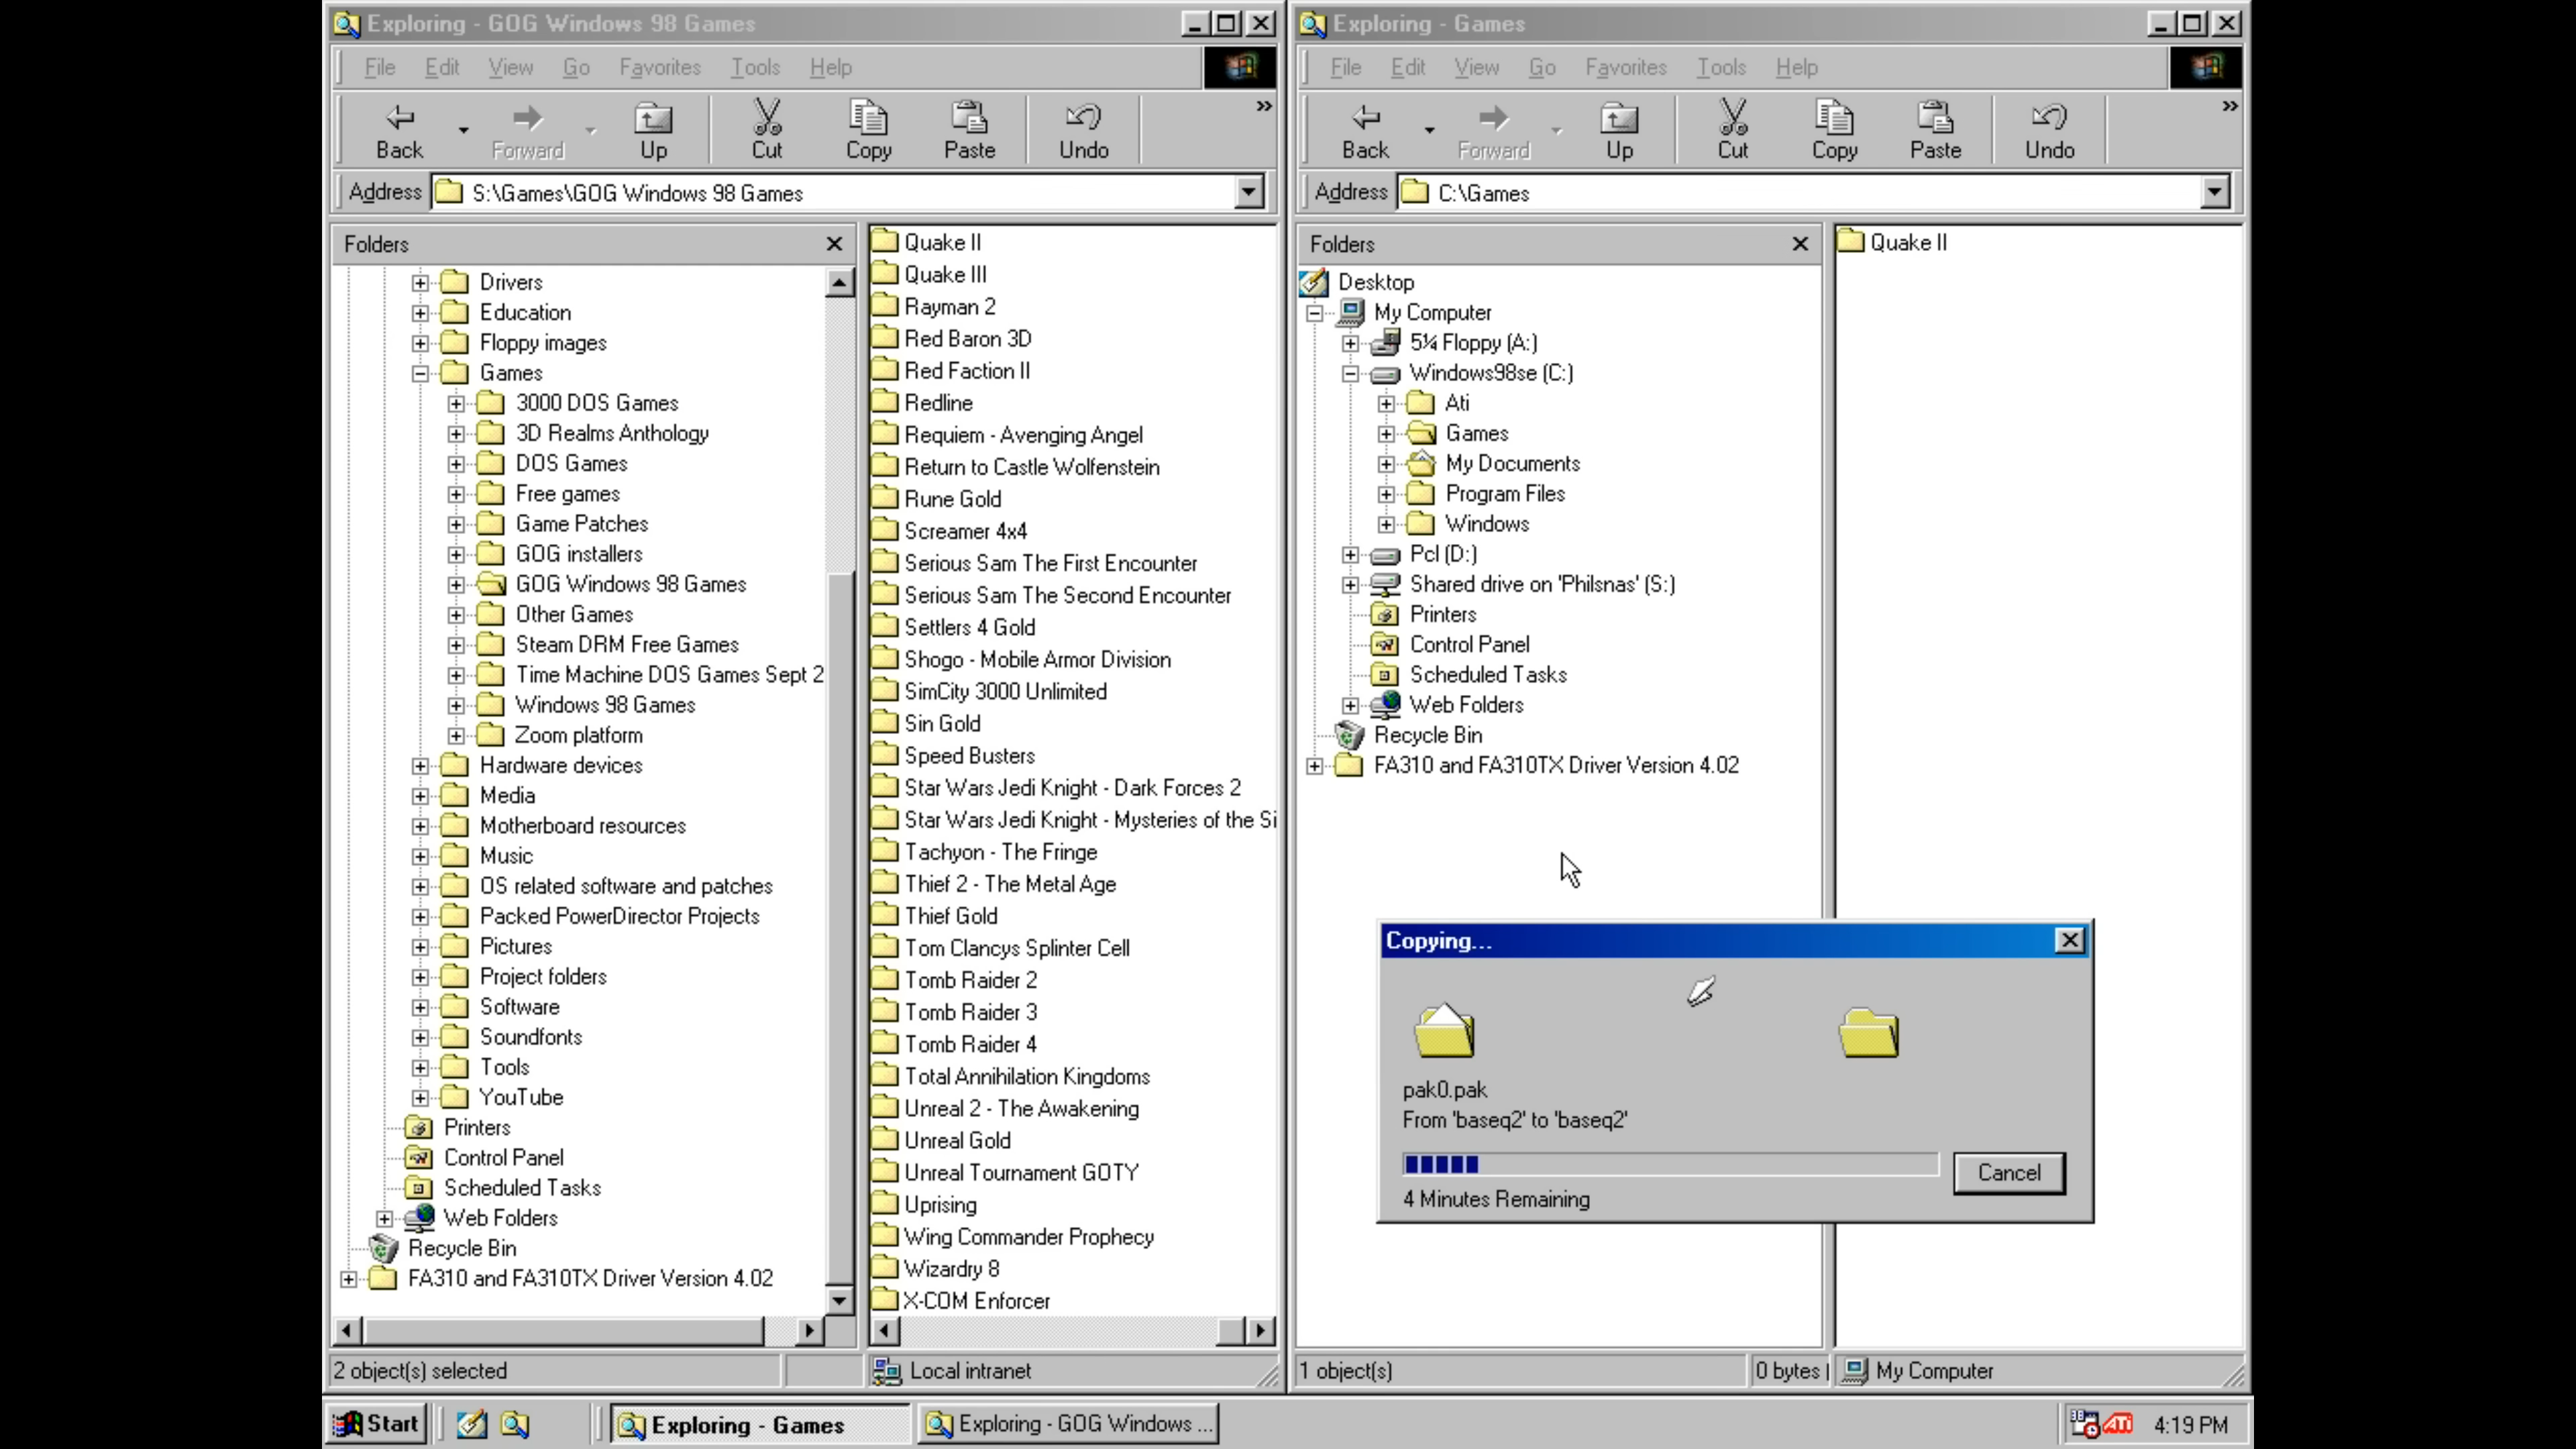 Exploring - GOG Windows 98 Games
File Edit View Go Favorites Tools Help
Back Forward Up Cut Copy Paste Undo »
Address S:\Games\GOG Windows 98 Games
Folders
Drivers
Education
Floppy images
Games
3000 DOS Games
3D Realms Anthology
DOS Games
Free games
Game Patches
GOG installers
GOG Windows 98 Games
Other Games
Steam DRM Free Games
Time Machine DOS Games Sept 2
Windows 98 Games
Zoom platform
Hardware devices
Media
Motherboard resources
Music
OS related software and patches
Packed PowerDirector Projects
Pictures
Project folders
Software
Soundfonts
Tools
YouTube
Printers
Control Panel
Scheduled Tasks
Web Folders
Recycle Bin
FA310 and FA310TX Driver Version 4.02
Quake II
Quake III
Rayman 2
Red Baron 3D
Red Faction II
Redline
Requiem - Avenging Angel
Return to Castle Wolfenstein
Rune Gold
Screamer 4x4
Serious Sam The First Encounter
Serious Sam The Second Encounter
Settlers 4 Gold
Shogo - Mobile Armor Division
SimCity 3000 Unlimited
Sin Gold
Speed Busters
Star Wars Jedi Knight - Dark Forces 2
Star Wars Jedi Knight - Mysteries of the Si
Tachyon - The Fringe
Thief 2 - The Metal Age
Thief Gold
Tom Clancys Splinter Cell
Tomb Raider 2
Tomb Raider 3
Tomb Raider 4
Total Annihilation Kingdoms
Unreal 2 - The Awakening
Unreal Gold
Unreal Tournament GOTY
Uprising
Wing Commander Prophecy
Wizardry 8
X-COM Enforcer
2 object(s) selected
Local intranet
Exploring - Games
File Edit View Go Favorites Tools Help
Back Forward Up Cut Copy Paste Undo »
Address C:\Games
Folders
Desktop
My Computer
5¼ Floppy (A:)
Windows98se (C:)
Ati
Games
My Documents
Program Files
Windows
Pcl (D:)
Shared drive on 'Philsnas' (S:)
Printers
Control Panel
Scheduled Tasks
Web Folders
Recycle Bin
FA310 and FA310TX Driver Version 4.02
Quake II
Copying...
pak0.pak
From 'baseq2' to 'baseq2'
Cancel
4 Minutes Remaining
1 object(s)
0 bytes
My Computer
Start
Exploring - Games
Exploring - GOG Windows ...
ATI
4:19 PM